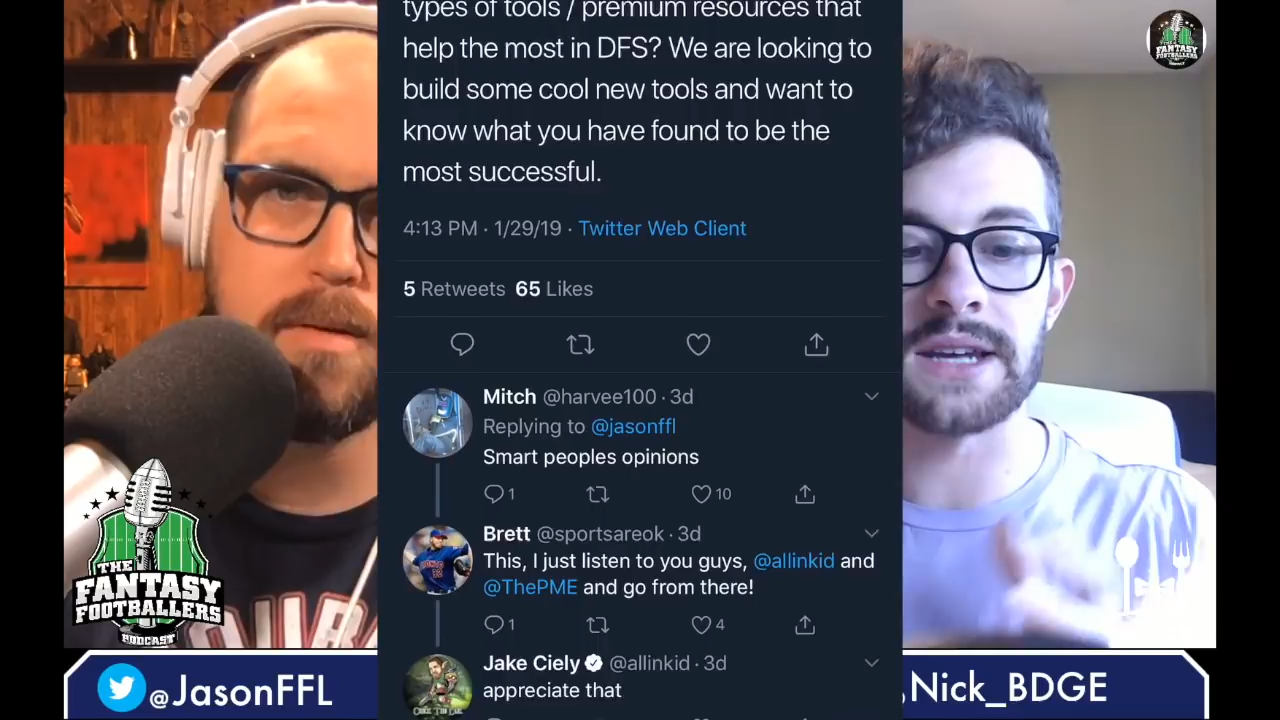 types of tools / premium resources that
help the most in DFS? We are looking to
build some cool new tools and want to
know what you have found to be the
most successful.
4:13 PM · 1/29/19 · Twitter Web Client
5 Retweets 65 Likes
Mitch @harvee100 · 3d
Replying to @jasonffl
Smart peoples opinions
1 10
Brett @sportsareok · 3d
This, I just listen to you guys, @allinkid and
@ThePME and go from there!
1 4
Jake Ciely @allinkid · 3d
appreciate that
THE
FANTASY
FOOTBALLERS
PODCAST
@JasonFFL
THE
FANTASY
FOOTBALLERS
Nick_BDGE